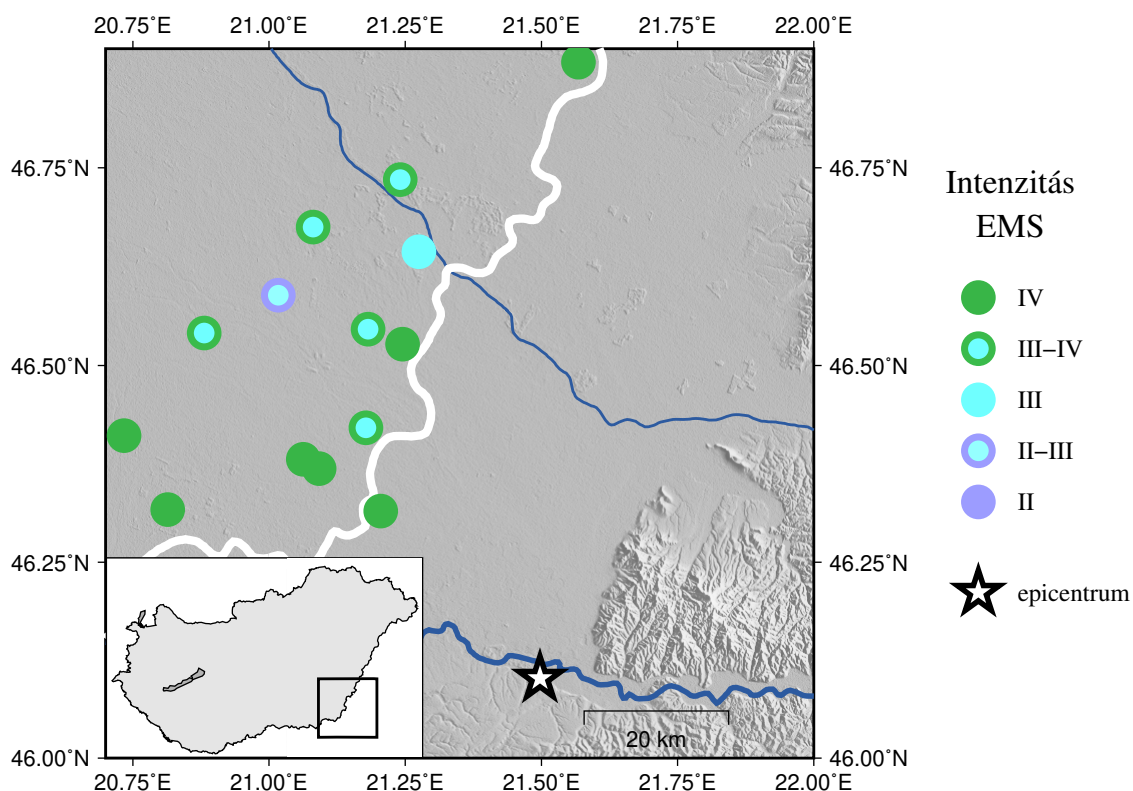 20.75˚E 21.00˚E 21.25˚E 21.50˚E 21.75˚E 22.00˚E
46.75˚N 46.75˚N
46.50˚N 46.50˚N
46.25˚N 46.25˚N
46.00˚N 46.00˚N
20 km
20.75˚E 21.00˚E 21.25˚E 21.50˚E 21.75˚E 22.00˚E
Intenzitás
EMS
IV
III–IV
III
II–III
II
epicentrum